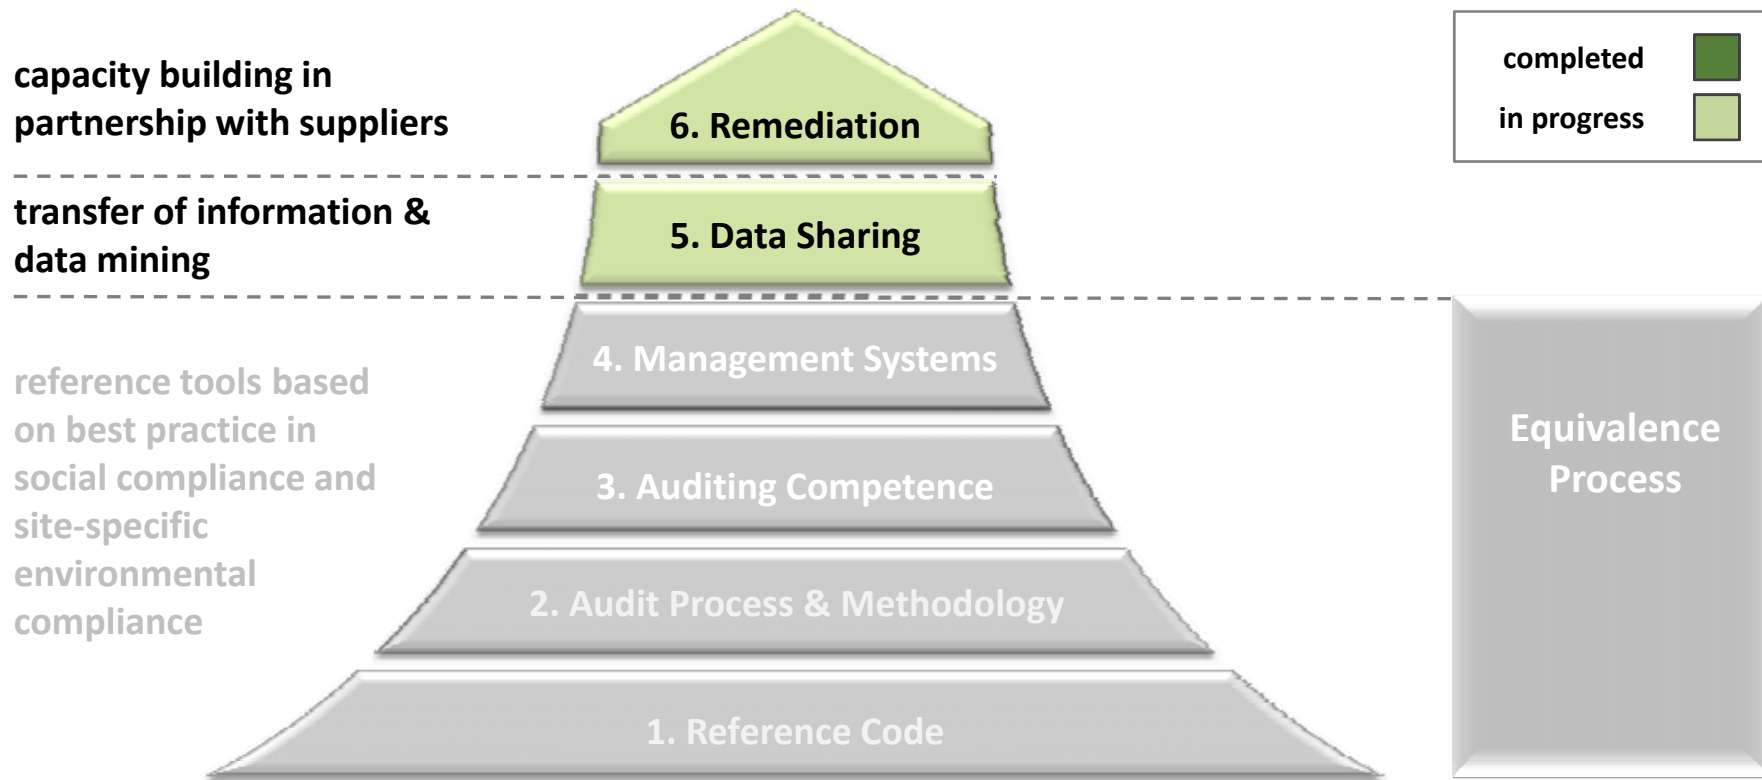 capacity building in
partnership with suppliers
6. Remediation
completed
in progress
transfer of information &
data mining
5. Data Sharing
reference tools based
on best practice in
social compliance and
site-specific
environmental
compliance
4. Management Systems
3. Auditing Competence
2. Audit Process & Methodology
1. Reference Code
Equivalence
Process